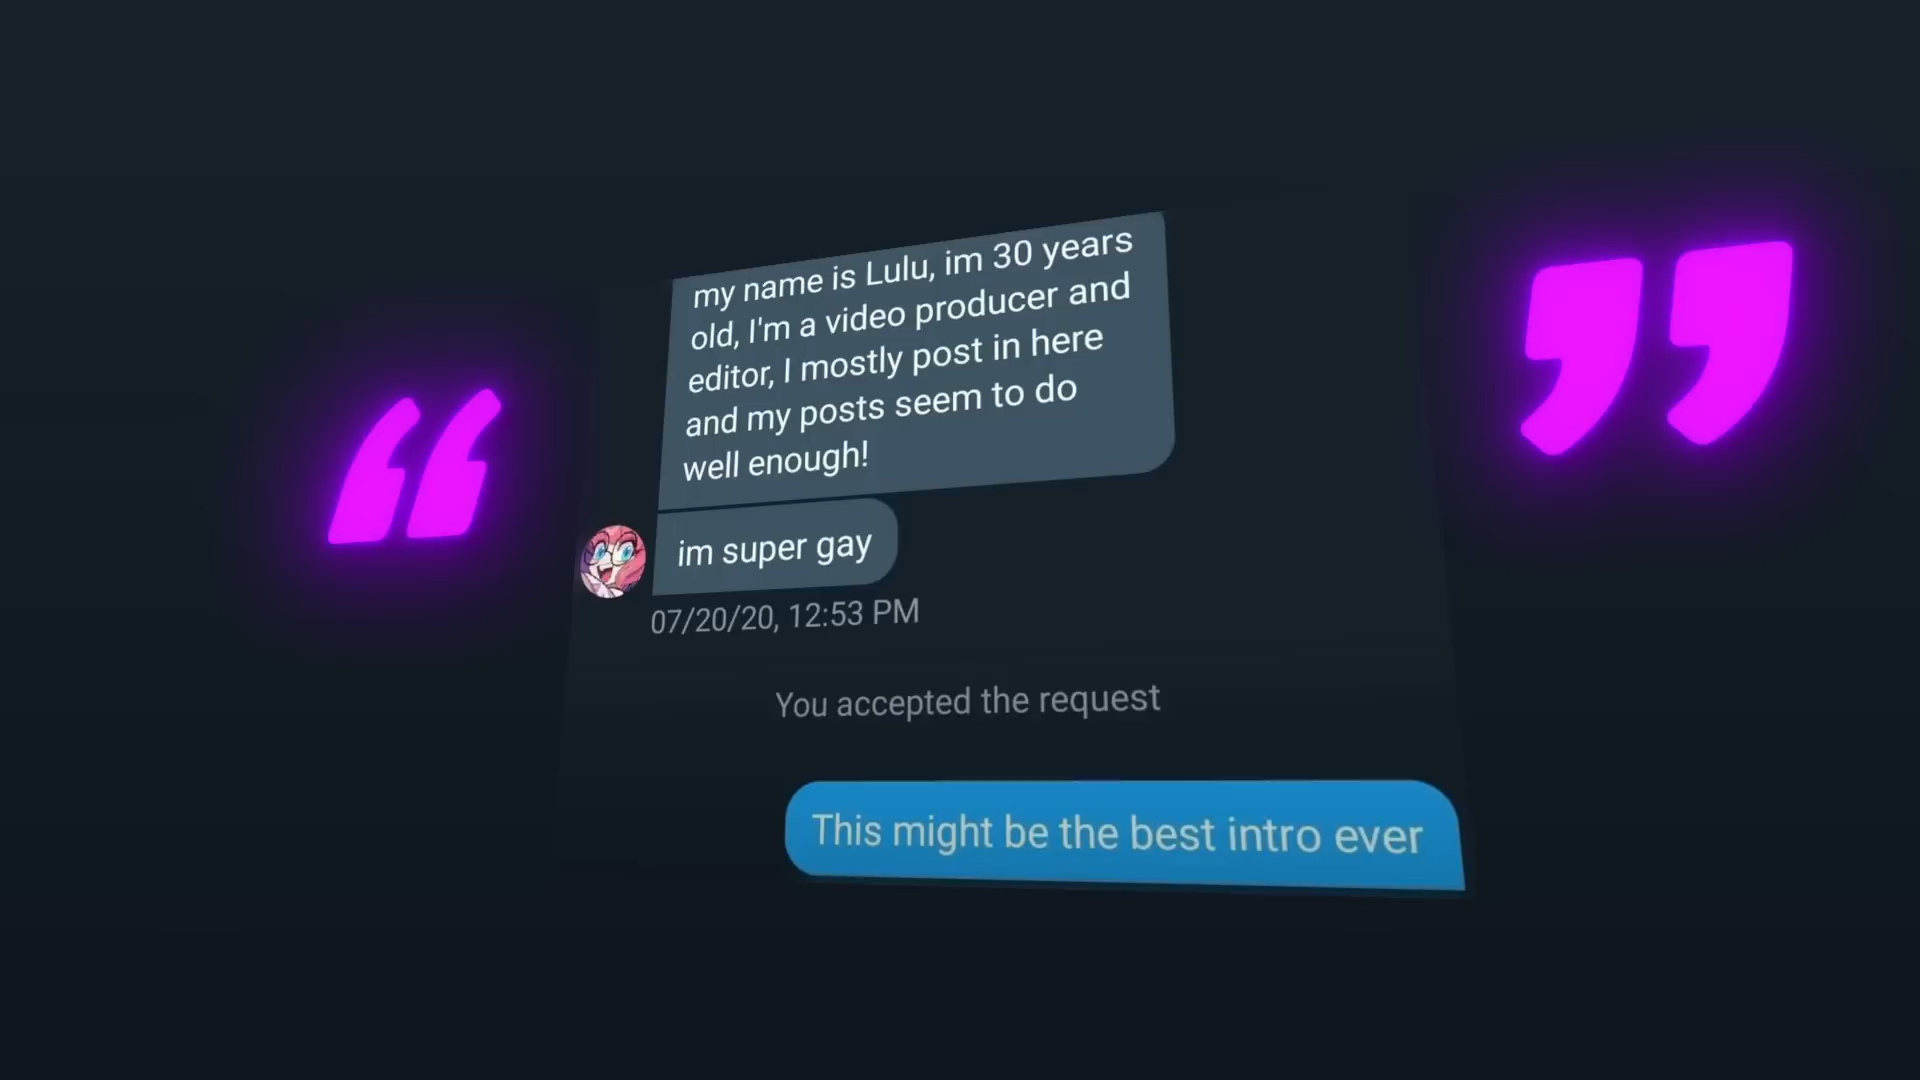 my name is Lulu, im 30 years
old, I'm a video producer and
editor, I mostly post in here
and my posts seem to do
well enough!
im super gay
07/20/20, 12:53 PM
You accepted the request
This might be the best intro ever